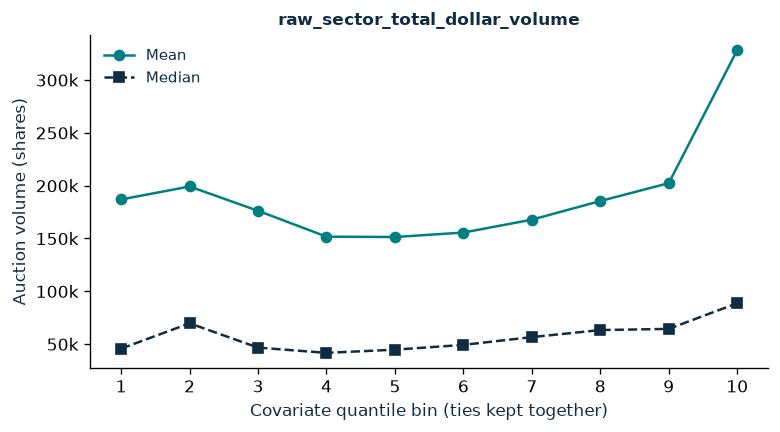 raw_sector_total_dollar_volume
Mean
Median
Auction volume (shares)
300k
250k
200k
150k
100k
50k
1 2 3 4 5 6 7 8 9 10
Covariate quantile bin (ties kept together)